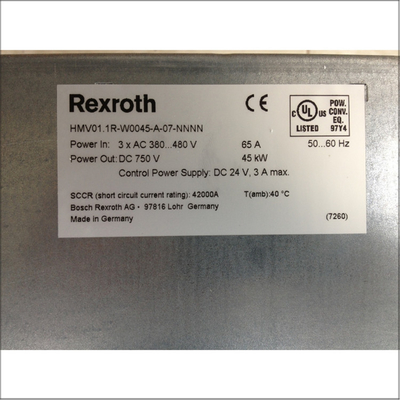 Rexroth CE
c UL US LISTED POW. CONV. EQ. 97Y4
HMV01.1R-W0045-A-07-NNNN
Power In: 3 x AC 380...480 V 65 A 50...60 Hz
Power Out: DC 750 V 45 kW
Control Power Supply: DC 24 V, 3 A max.
SCCR (short circuit current rating): 42000A T(amb):40 °C
Bosch Rexroth AG - 97816 Lohr Germany
Made in Germany (7260)